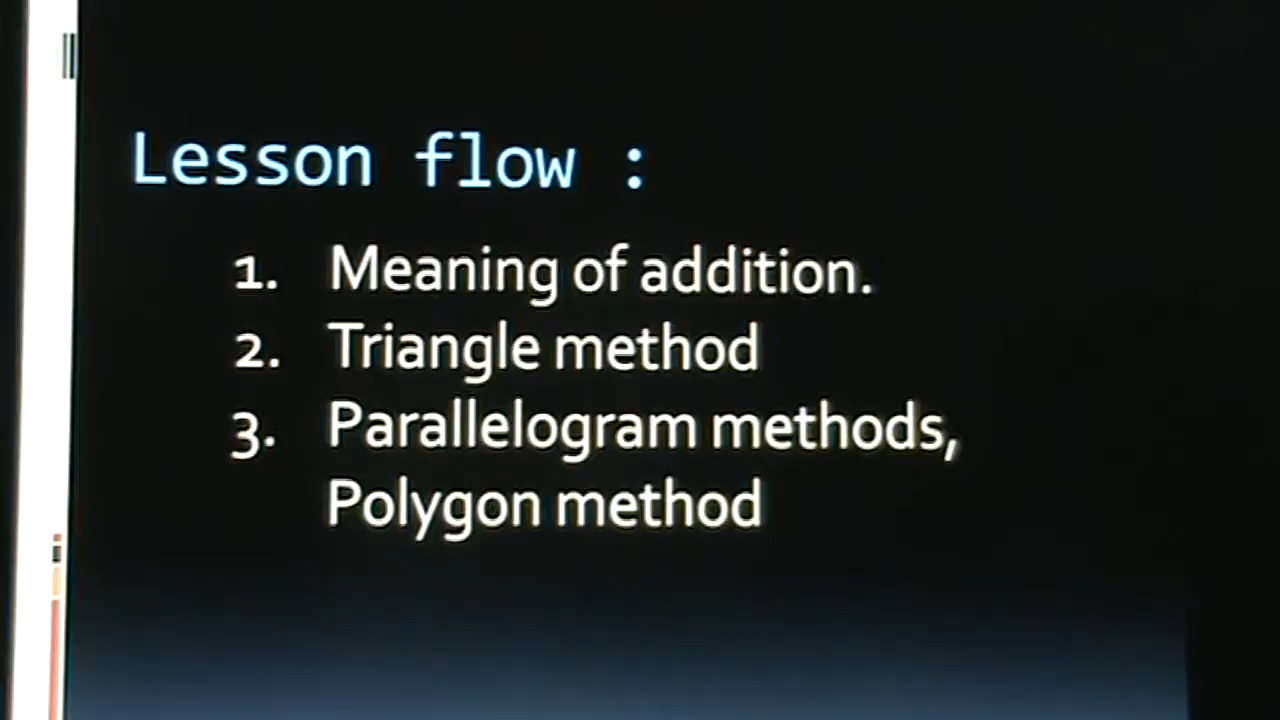 Lesson flow :
1. Meaning of addition.
2. Triangle method
3. Parallelogram methods,
Polygon method